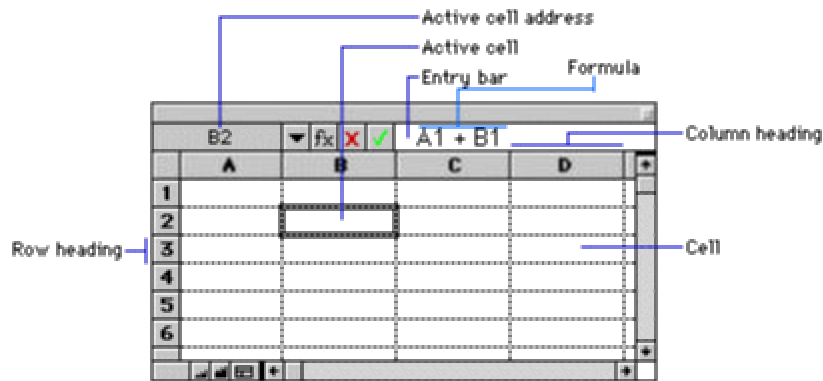 Active cell address
Active cell
Entry bar
Formula
B2 fx A1 + B1
Column heading
A B C D
1
2
Row heading 3 Cell
4
5
6